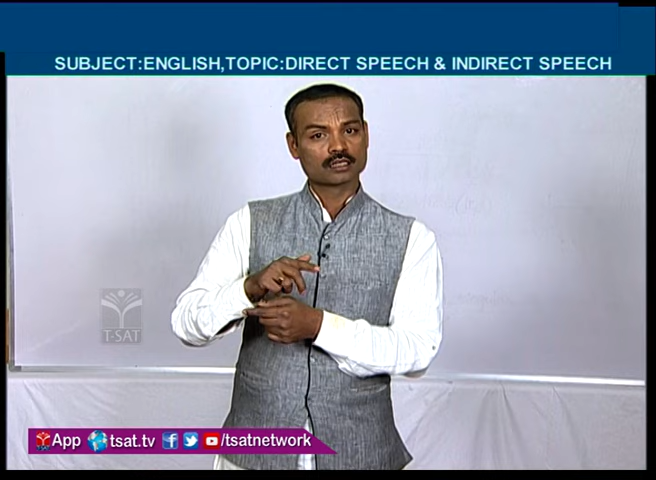 SUBJECT:ENGLISH,TOPIC:DIRECT SPEECH & INDIRECT SPEECH
T-SAT
App tsat.tv /tsatnetwork